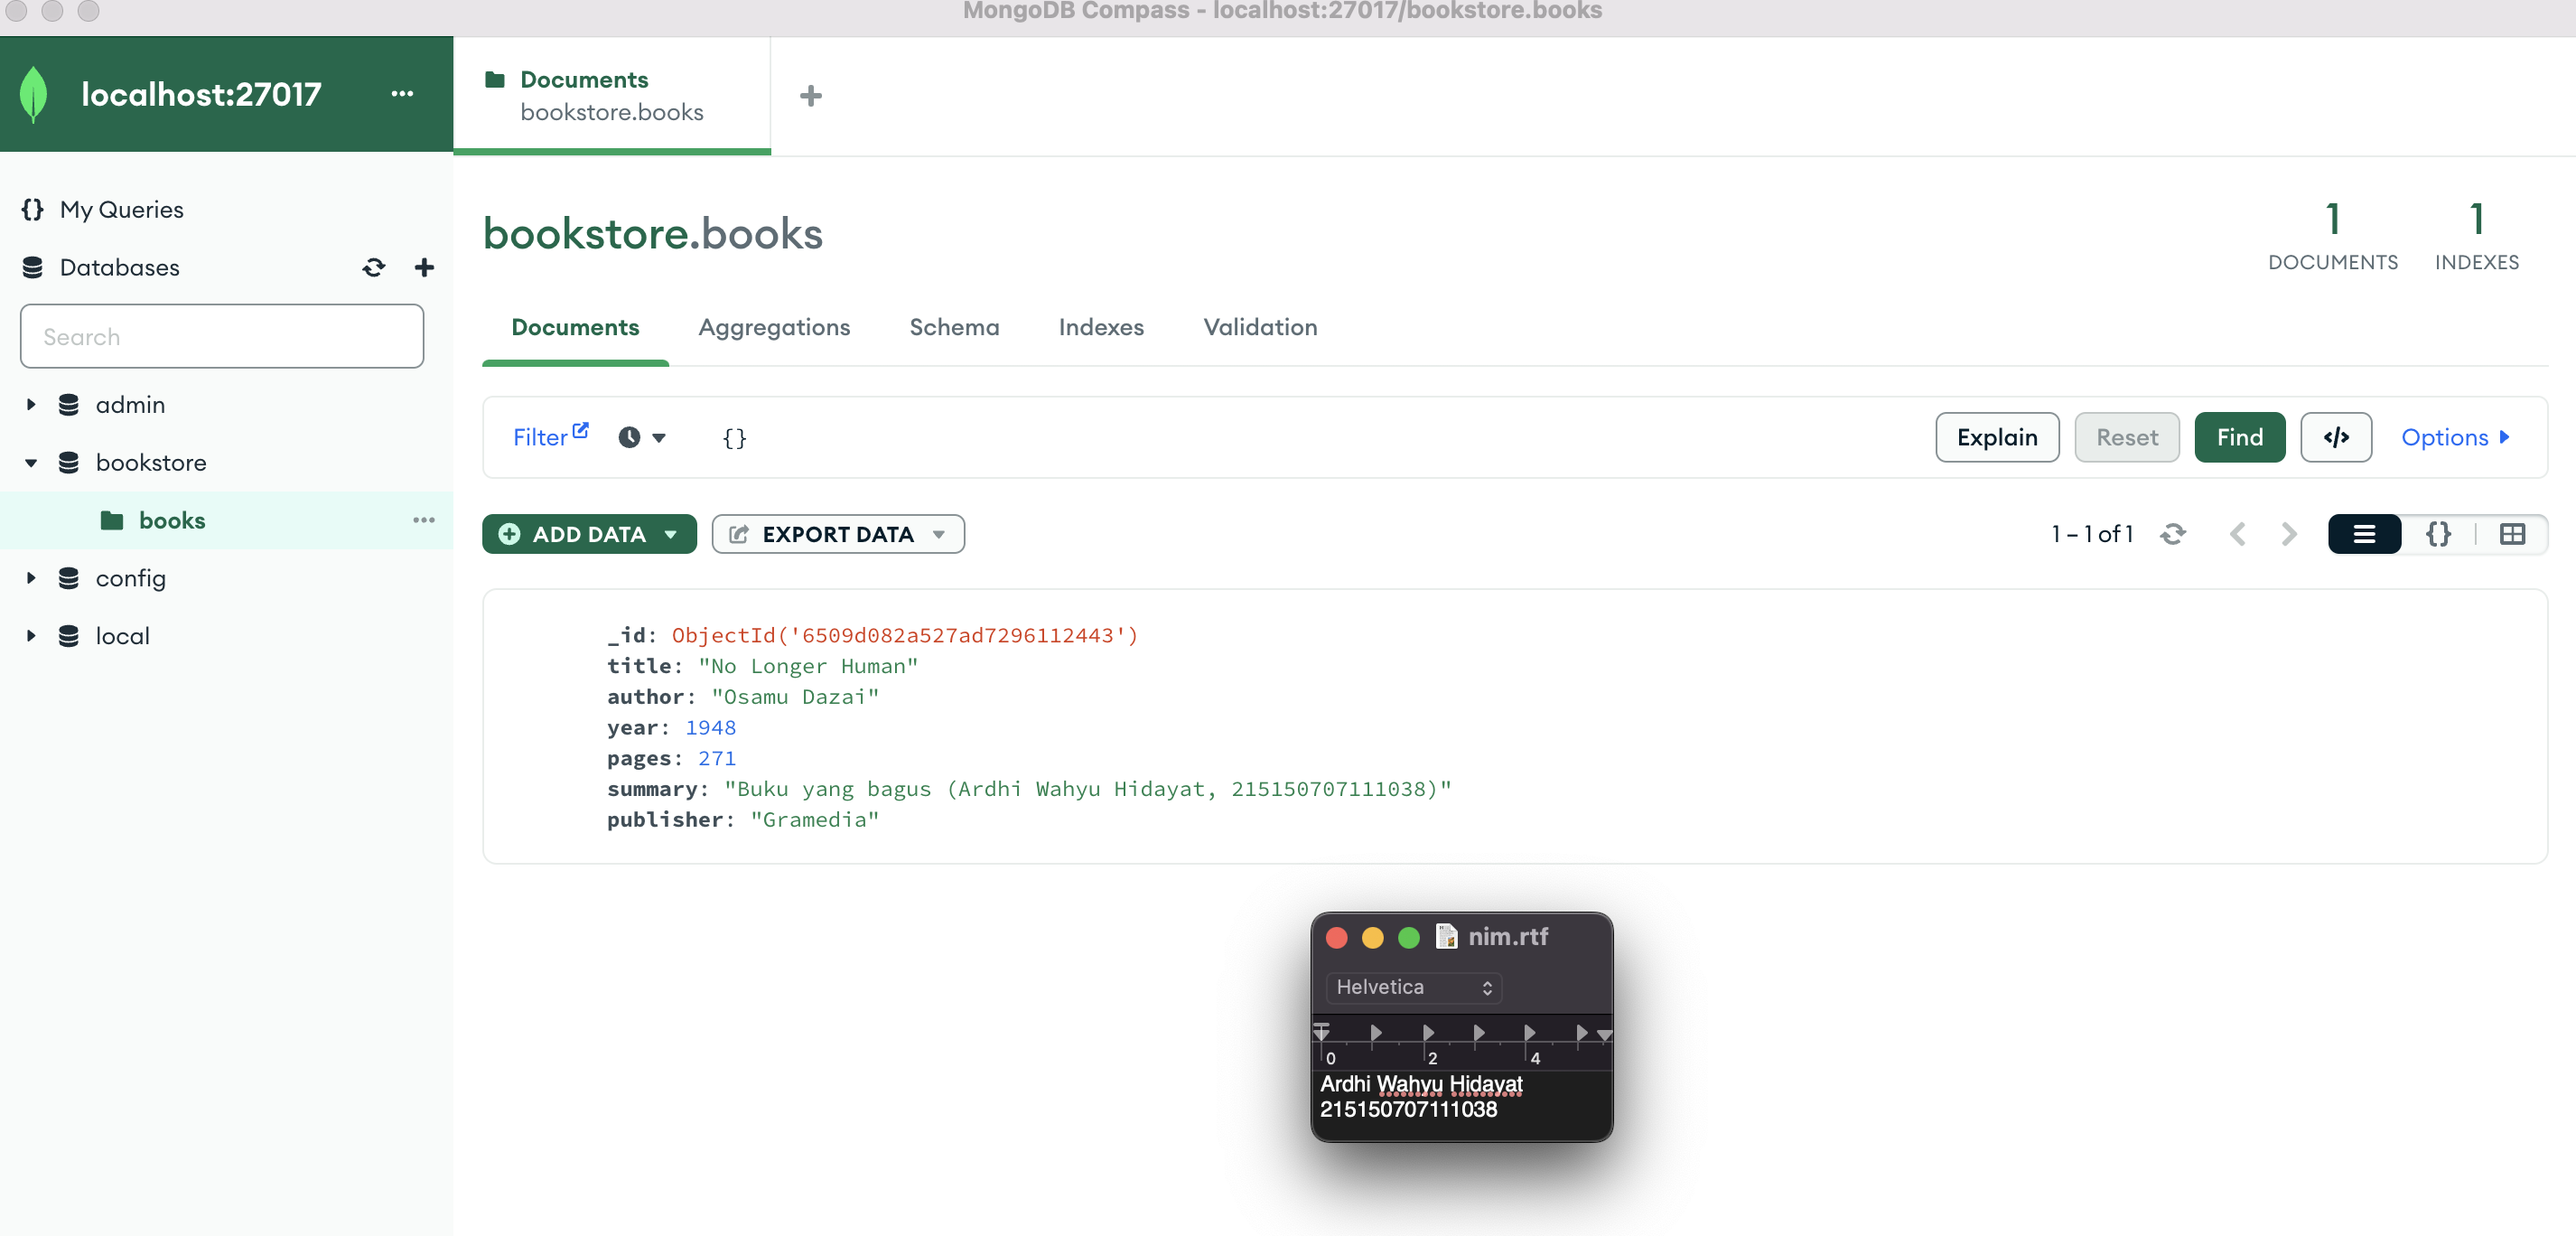 MongoDB Compass - localhost:27017/bookstore.books
localhost:27017 ...
Documents
bookstore.books
My Queries
Databases
Search
admin
bookstore
books ...
config
local
bookstore.books
1 DOCUMENTS
1 INDEXES
Documents Aggregations Schema Indexes Validation
Filter {} Explain Reset Find </> Options
ADD DATA EXPORT DATA 1 – 1 of 1 {}
_id: ObjectId('6509d082a527ad7296112443')
title: "No Longer Human"
author: "Osamu Dazai"
year: 1948
pages: 271
summary: "Buku yang bagus (Ardhi Wahyu Hidayat, 215150707111038)"
publisher: "Gramedia"
nim.rtf
Helvetica
0 2 4
Ardhi Wahyu Hidayat
215150707111038